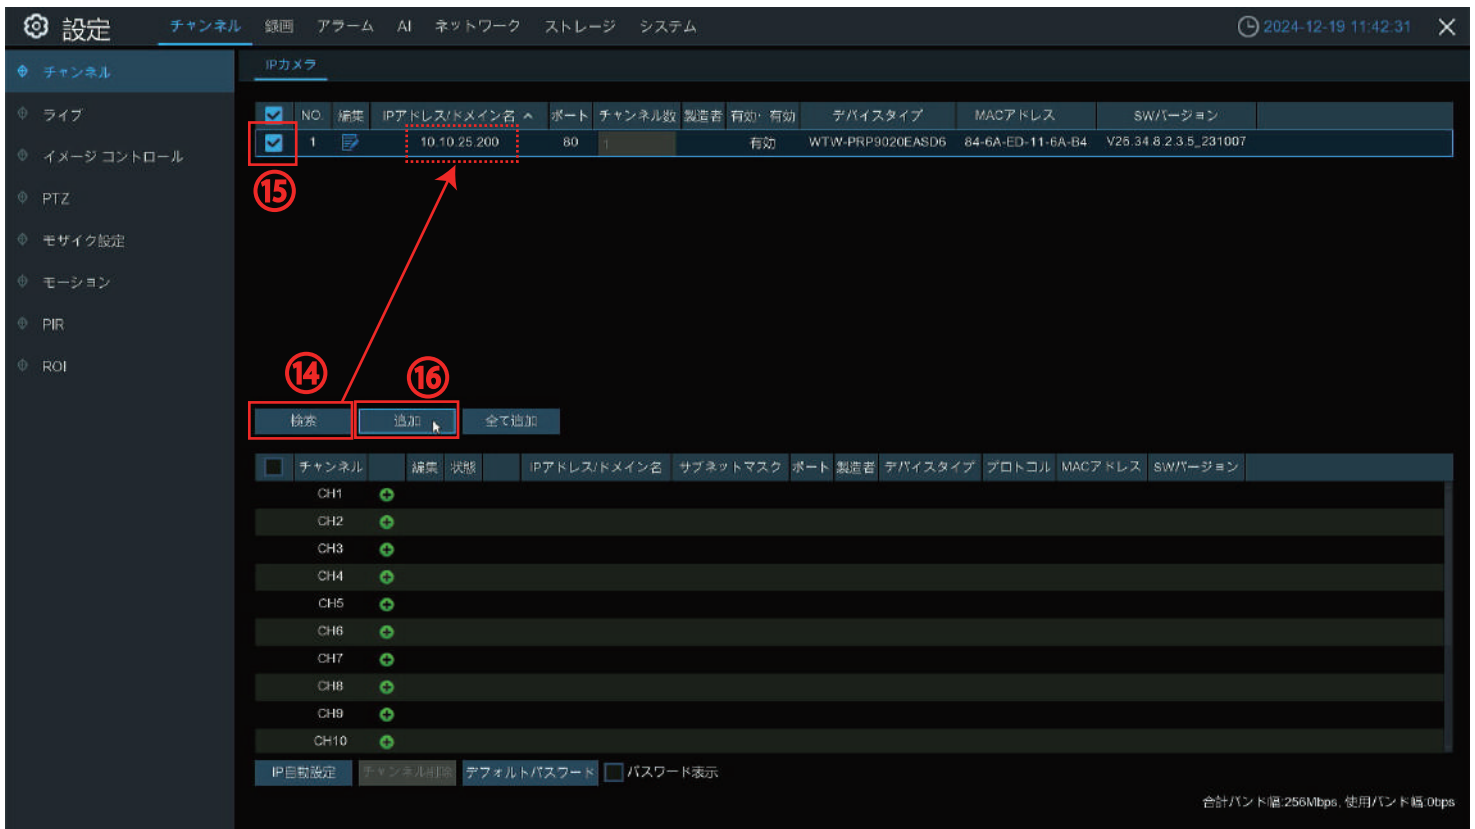 設定 チャンネル 録画 アラーム AI ネットワーク ストレージ システム 2024-12-19 11:42:31
チャンネル
ライブ
イメージ コントロール
PTZ
モザイク設定
モーション
PIR
ROI
IPカメラ
NO. 編集 IPアドレス/ドメイン名 ポート チャンネル数 製造者 有効· 有効 デバイスタイプ MACアドレス SWバージョン
1 10.10.25.200 80 1 有効 WTW-PRP9020EASD6 84-6A-ED-11-6A-B4 V26.34.8.2.3.5_231007
⑮
⑭ ⑯
検索 追加 全て追加
チャンネル 編集 状態 IPアドレス/ドメイン名 サブネットマスク ポート 製造者 デバイスタイプ プロトコル MACアドレス SWバージョン
CH1
CH2
CH3
CH4
CH5
CH6
CH7
CH8
CH9
CH10
IP自動設定 チャンネル削除 デフォルトパスワード パスワード表示
合計バンド幅:256Mbps, 使用バンド幅:0bps